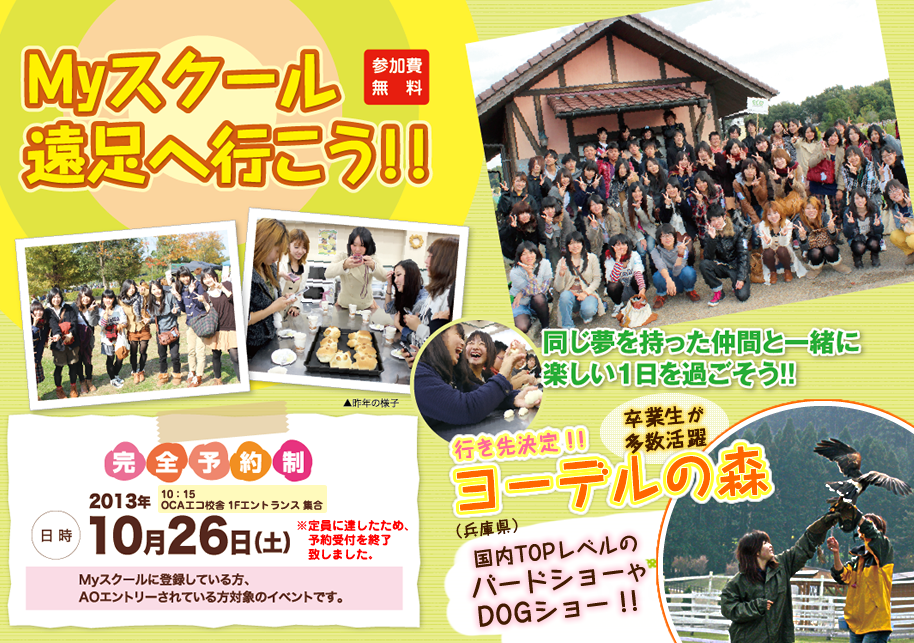 Myスクール
遠足へ行こう!!
参加費
無 料
▲昨年の様子
同じ夢を持った仲間と一緒に
楽しい1日を過ごそう!!
完全予約制
日時
2013年
10：15
OCAエコ校舎 1Fエントランス 集合
10月26日(土)
※定員に達したため、
予約受付を終了
致しました。
Myスクールに登録している方、
AOエントリーされている方対象のイベントです。
卒業生が
多数活躍
行き先決定!!
ヨーデルの森
(兵庫県)
国内TOPレベルの
バードショーや
DOGショー!!